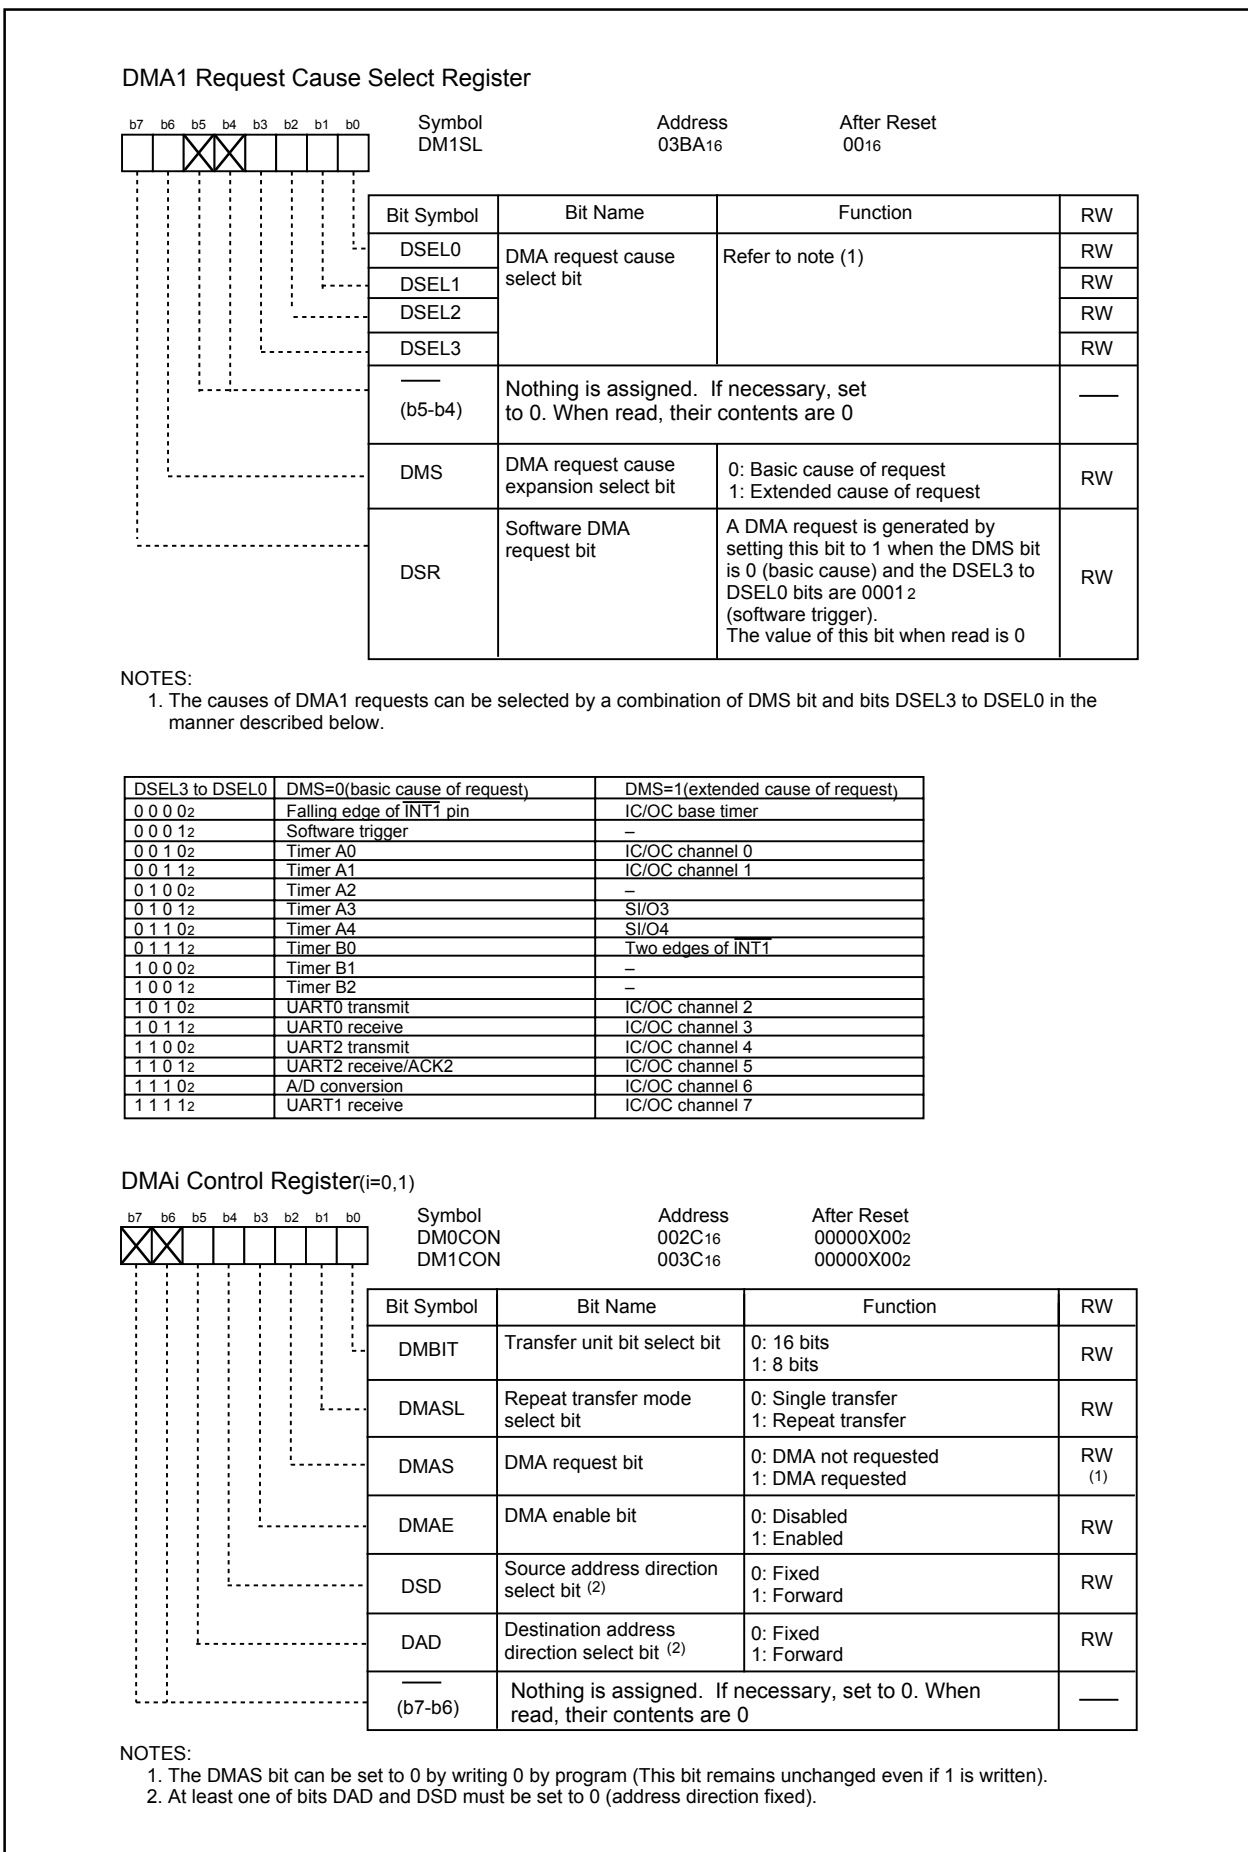 DMA1 Request Cause Select Register
b7 b6 b5 b4 b3 b2 b1 b0
Symbol Address After Reset
DM1SL 03BA16 0016
Bit Symbol Bit Name Function RW
DSEL0 DMA request cause select bit Refer to note (1) RW
DSEL1 RW
DSEL2 RW
DSEL3 RW
(b5-b4) Nothing is assigned. If necessary, set
to 0. When read, their contents are 0
DMS DMA request cause
expansion select bit
0: Basic cause of request
1: Extended cause of request
RW
DSR Software DMA
request bit
A DMA request is generated by
setting this bit to 1 when the DMS bit
is 0 (basic cause) and the DSEL3 to
DSEL0 bits are 00012
(software trigger).
The value of this bit when read is 0
RW
NOTES:
1. The causes of DMA1 requests can be selected by a combination of DMS bit and bits DSEL3 to DSEL0 in the
manner described below.
DSEL3 to DSEL0 DMS=0(basic cause of request) DMS=1(extended cause of request)
0 0 0 02 Falling edge of INT1 pin IC/OC base timer
0 0 0 12 Software trigger –
0 0 1 02 Timer A0 IC/OC channel 0
0 0 1 12 Timer A1 IC/OC channel 1
0 1 0 02 Timer A2 –
0 1 0 12 Timer A3 SI/O3
0 1 1 02 Timer A4 SI/O4
0 1 1 12 Timer B0 Two edges of INT1
1 0 0 02 Timer B1 –
1 0 0 12 Timer B2 –
1 0 1 02 UART0 transmit IC/OC channel 2
1 0 1 12 UART0 receive IC/OC channel 3
1 1 0 02 UART2 transmit IC/OC channel 4
1 1 0 12 UART2 receive/ACK2 IC/OC channel 5
1 1 1 02 A/D conversion IC/OC channel 6
1 1 1 12 UART1 receive IC/OC channel 7
DMAi Control Register(i=0,1)
b7 b6 b5 b4 b3 b2 b1 b0
Symbol Address After Reset
DM0CON 002C16 00000X002
DM1CON 003C16 00000X002
Bit Symbol Bit Name Function RW
DMBIT Transfer unit bit select bit
0: 16 bits
1: 8 bits
RW
DMASL Repeat transfer mode
select bit
0: Single transfer
1: Repeat transfer
RW
DMAS DMA request bit
0: DMA not requested
1: DMA requested
RW
(1)
DMAE DMA enable bit
0: Disabled
1: Enabled
RW
DSD Source address direction
select bit (2)
0: Fixed
1: Forward
RW
DAD Destination address
direction select bit (2)
0: Fixed
1: Forward
RW
(b7-b6) Nothing is assigned. If necessary, set to 0. When
read, their contents are 0
NOTES:
1. The DMAS bit can be set to 0 by writing 0 by program (This bit remains unchanged even if 1 is written).
2. At least one of bits DAD and DSD must be set to 0 (address direction fixed).